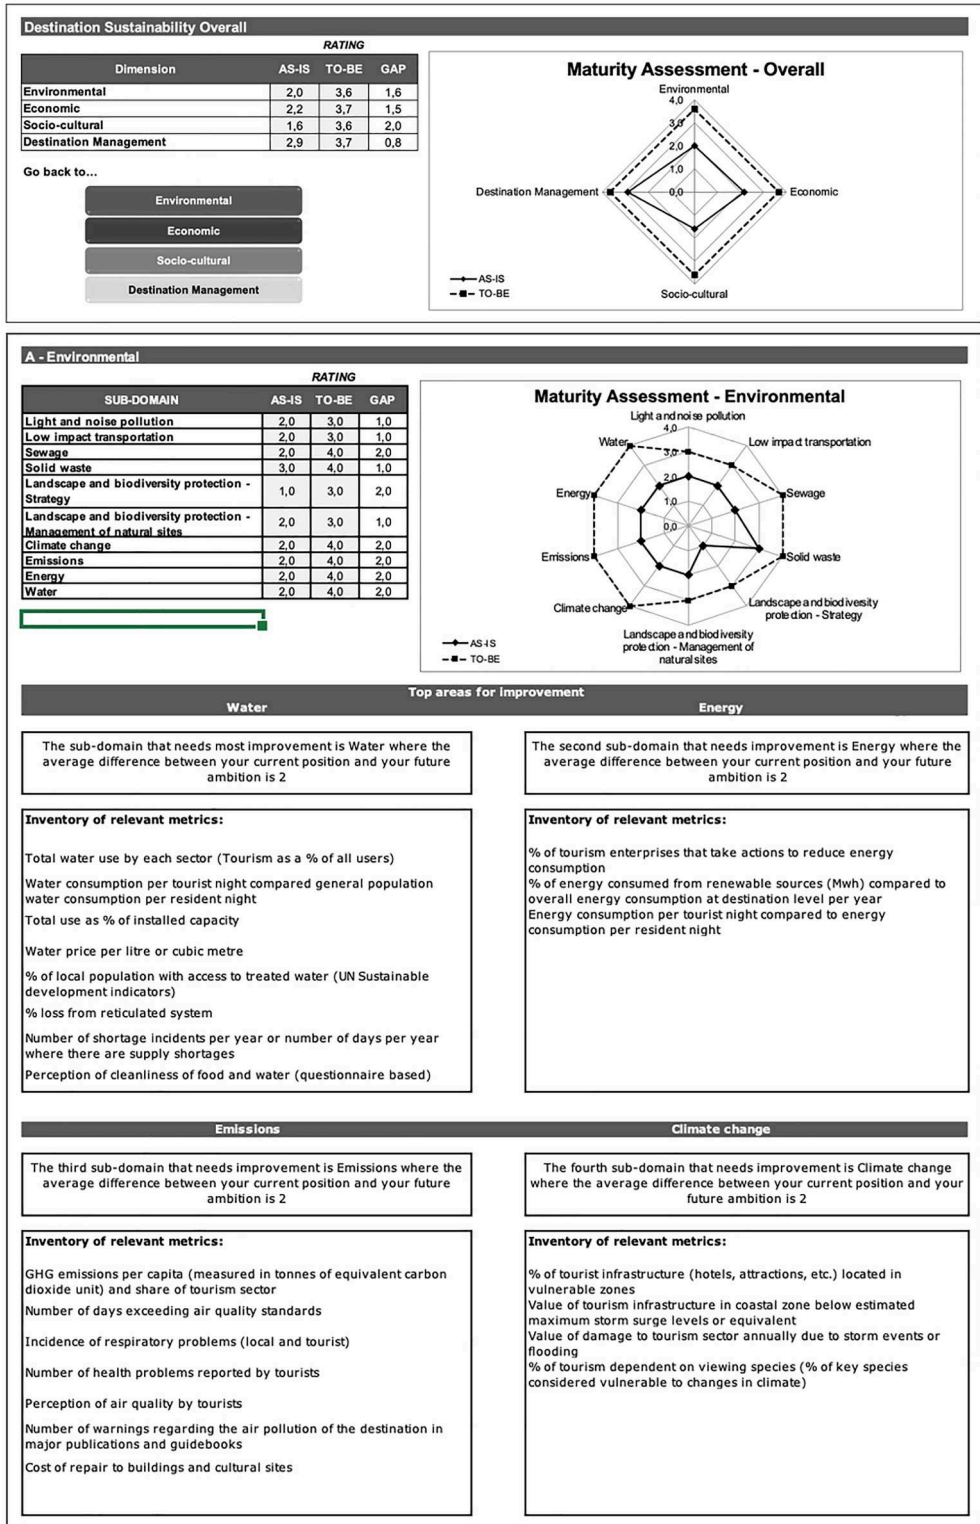 Destination Sustainability Overall
RATING
Dimension AS-IS TO-BE GAP
Environmental 2,0 3,6 1,6
Economic 2,2 3,7 1,5
Socio-cultural 1,6 3,6 2,0
Destination Management 2,9 3,7 0,8
Go back to...
Environmental
Economic
Socio-cultural
Destination Management
Maturity Assessment - Overall
Environmental
4,0
3,0
2,0
1,0
0,0
Destination Management
Economic
Socio-cultural
AS-IS
TO-BE
A - Environmental
RATING
SUB-DOMAIN AS-IS TO-BE GAP
Light and noise pollution 2,0 3,0 1,0
Low impact transportation 2,0 3,0 1,0
Sewage 2,0 4,0 2,0
Solid waste 3,0 4,0 1,0
Landscape and biodiversity protection -
Strategy 1,0 3,0 2,0
Landscape and biodiversity protection -
Management of natural sites 2,0 3,0 1,0
Climate change 2,0 4,0 2,0
Emissions 2,0 4,0 2,0
Energy 2,0 4,0 2,0
Water 2,0 4,0 2,0
Maturity Assessment - Environmental
Light and noise pollution
4,0
3,0
2,0
1,0
0,0
Water
Low impact transportation
Energy
Sewage
Emissions
Solid waste
Climate change
Landscape and biodiversity
protection - Strategy
Landscape and biodiversity
protection - Management of
natural sites
AS-IS
TO-BE
Top areas for improvement
Water Energy
The sub-domain that needs most improvement is Water where the
average difference between your current position and your future
ambition is 2
The second sub-domain that needs improvement is Energy where the
average difference between your current position and your future
ambition is 2
Inventory of relevant metrics:
Total water use by each sector (Tourism as a % of all users)
Water consumption per tourist night compared general population
water consumption per resident night
Total use as % of installed capacity
Water price per litre or cubic metre
% of local population with access to treated water (UN Sustainable
development indicators)
% loss from reticulated system
Number of shortage incidents per year or number of days per year
where there are supply shortages
Perception of cleanliness of food and water (questionnaire based)
Inventory of relevant metrics:
% of tourism enterprises that take actions to reduce energy
consumption
% of energy consumed from renewable sources (Mwh) compared to
overall energy consumption at destination level per year
Energy consumption per tourist night compared to energy
consumption per resident night
Emissions Climate change
The third sub-domain that needs improvement is Emissions where the
average difference between your current position and your future
ambition is 2
The fourth sub-domain that needs improvement is Climate change
where the average difference between your current position and your
future ambition is 2
Inventory of relevant metrics:
GHG emissions per capita (measured in tonnes of equivalent carbon
dioxide unit) and share of tourism sector
Number of days exceeding air quality standards
Incidence of respiratory problems (local and tourist)
Number of health problems reported by tourists
Perception of air quality by tourists
Number of warnings regarding the air pollution of the destination in
major publications and guidebooks
Cost of repair to buildings and cultural sites
Inventory of relevant metrics:
% of tourist infrastructure (hotels, attractions, etc.) located in
vulnerable zones
Value of tourism infrastructure in coastal zone below estimated
maximum storm surge levels or equivalent
Value of damage to tourism sector annually due to storm events or
flooding
% of tourism dependent on viewing species (% of key species
considered vulnerable to changes in climate)